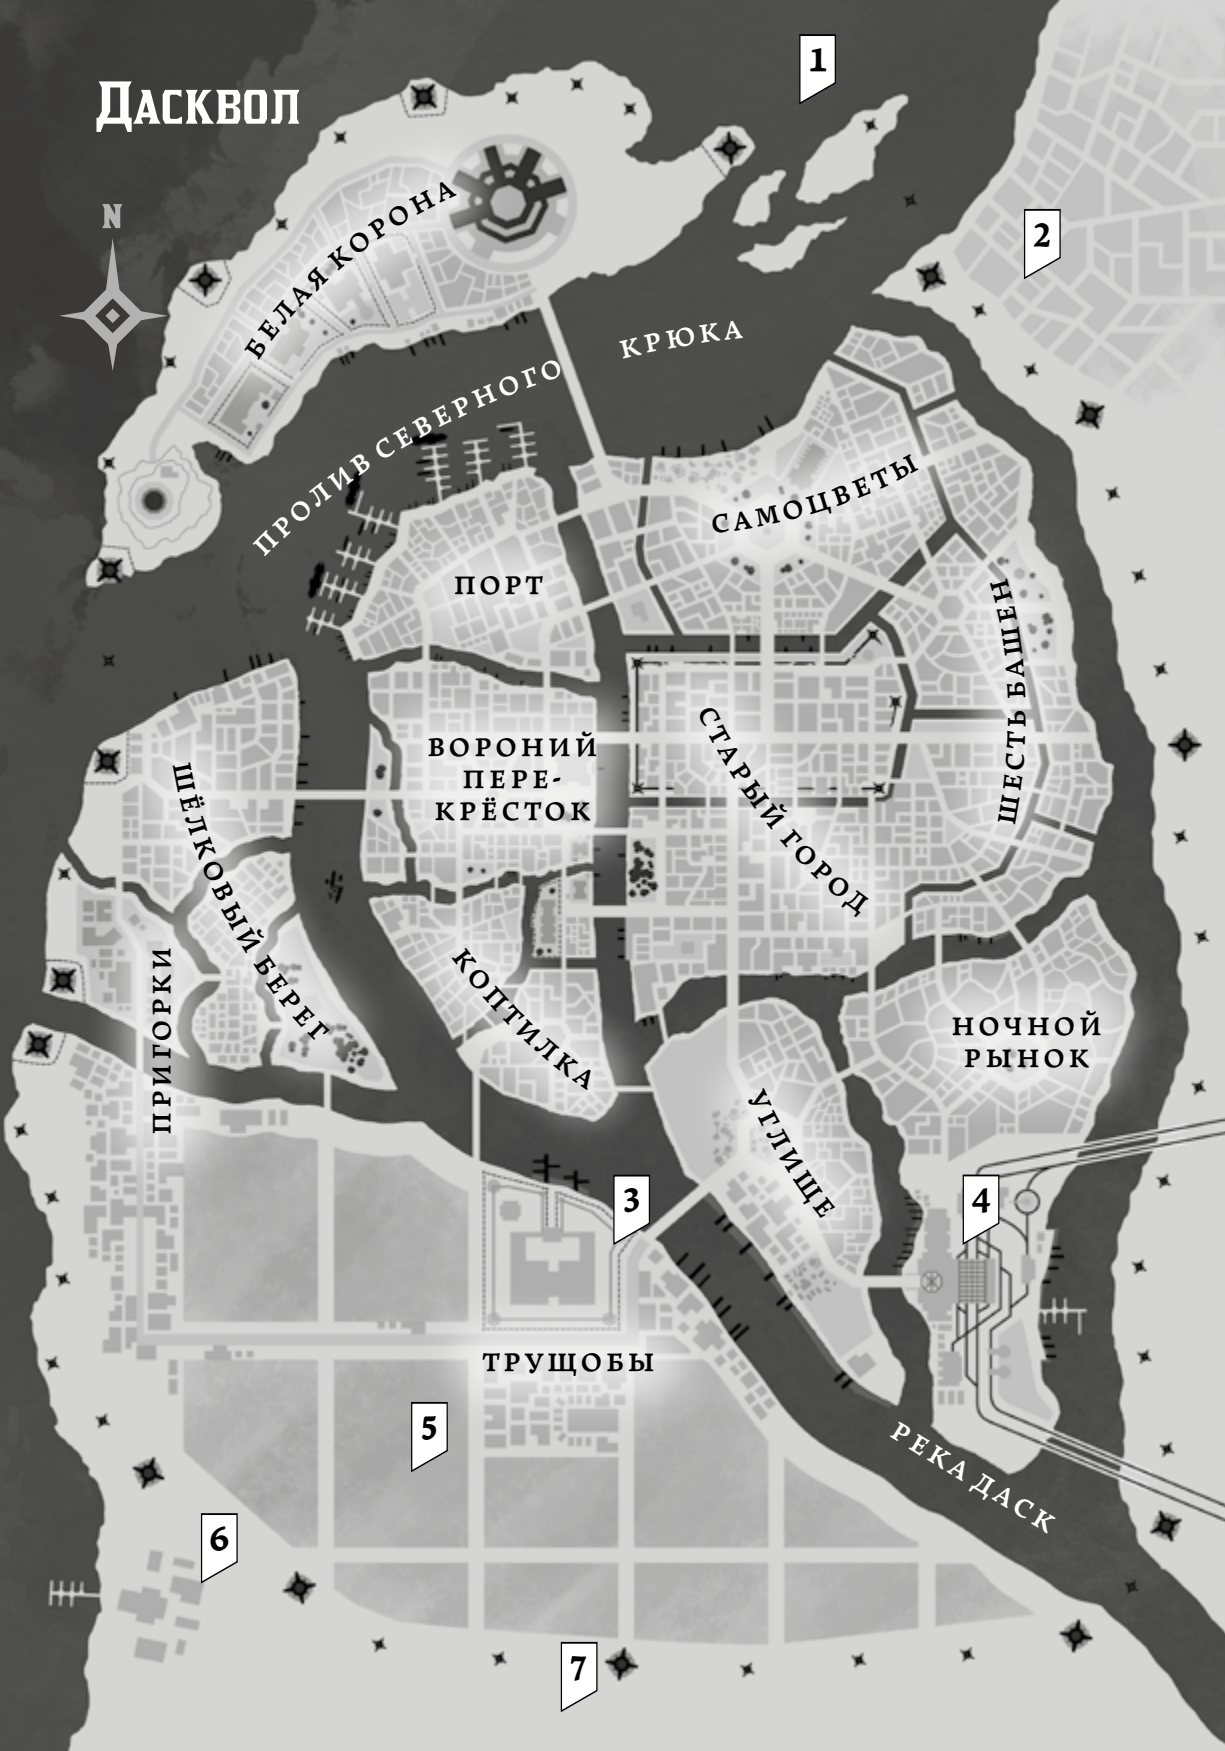 1
ДАСКВОЛ
N
БЕЛАЯ КОРОНА
2
ПРОЛИВ СЕВЕРНОГО КРЮКА
САМОЦВЕТЫ
ПОРТ
ШЕСТЬ БАШЕН
ВОРОНИЙ
ПЕРЕ-
КРЁСТОК
СТАРЫЙ ГОРОД
ШЁЛКОВЫЙ БЕРЕГ
ПРИГОРКИ
КОПТИЛКА
НОЧНОЙ
РЫНОК
УГЛИЩЕ
3
4
ТРУЩОБЫ
5
РЕКА ДАСК
6
7